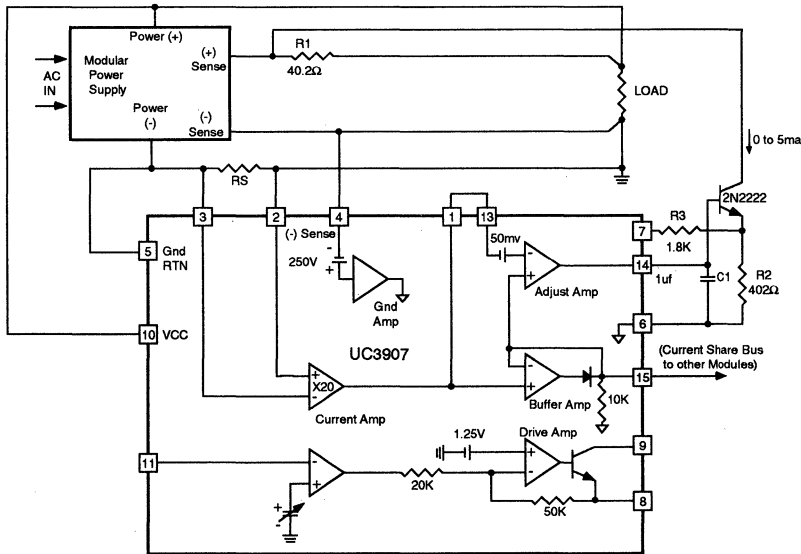 Power (+)
(+)
Sense
R1
40.2Ω
AC
IN
Modular
Power
Supply
LOAD
Power
(-)
(-)
Sense
0 to 5ma
RS
2N2222
3
2
4
1
13
7
R3
1.8K
(-) Sense
50mv
5
Gnd
RTN
-
250V
+
-
+
14
1uf
C1
R2
402Ω
Gnd
Amp
Adjust Amp
6
10
VCC
UC3907
(Current Share Bus
to other Modules)
+
X20
-
-
+
15
Current Amp
Buffer Amp
10K
1.25V
Drive Amp
9
11
-
+
+
-
20K
50K
8
+
-